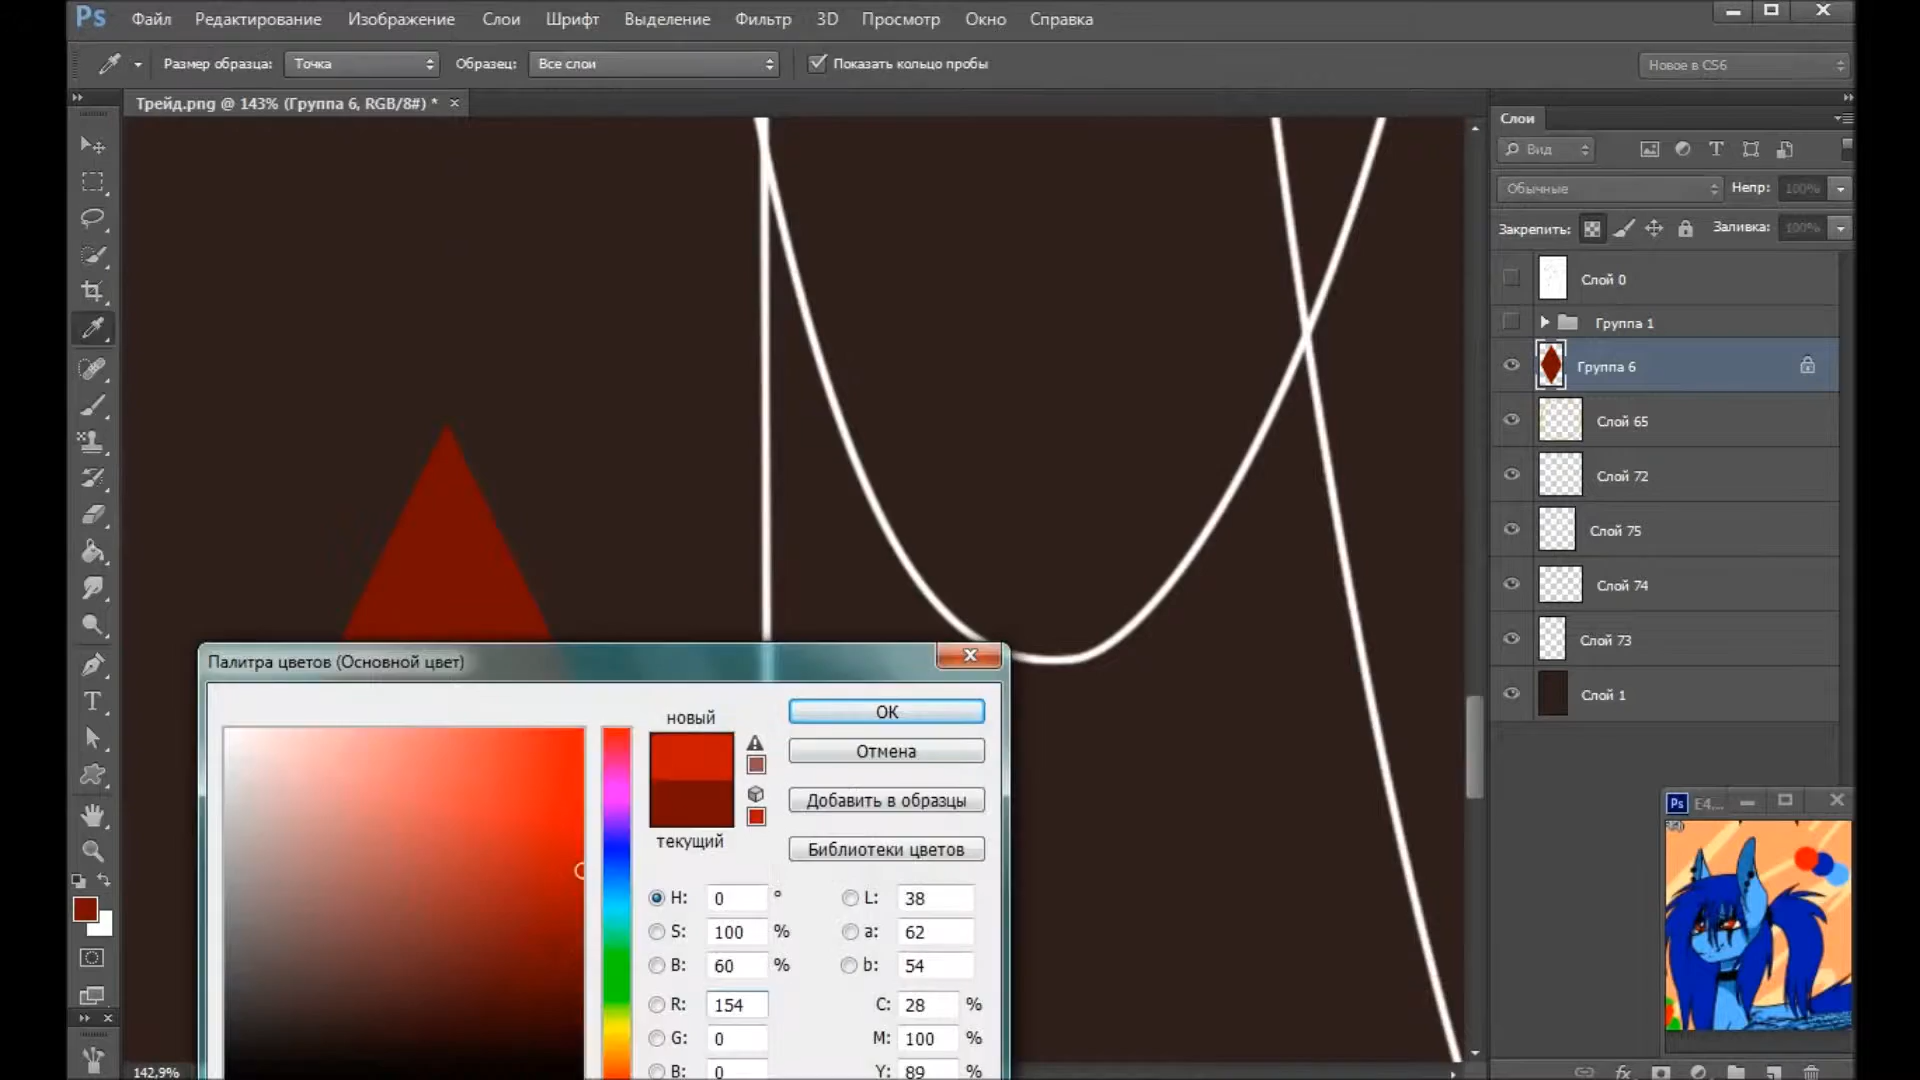 Ps Файл Редактирование Изображение Слои Шрифт Выделение Фильтр 3D Просмотр Окно Справка
Размер образца: Точка Образец: Все слои Показать кольцо пробы Новое в CS6
Трейд.png @ 143% (Группа 6, RGB/8#) *
Слои
Вид
Обычные Непр: 100%
Закрепить: Заливка: 100%
Слой 0
Группа 1
Группа 6
Слой 65
Слой 72
Слой 75
Слой 74
Слой 73
Слой 1
Ps E4...
Палитра цветов (Основной цвет)
новый
текущий
OK
Отмена
Добавить в образцы
Библиотеки цветов
H: 0 ° L: 38
S: 100 % a: 62
B: 60 % b: 54
R: 154 C: 28 %
G: 0 M: 100 %
B: 0 Y: 89 %
142,9%